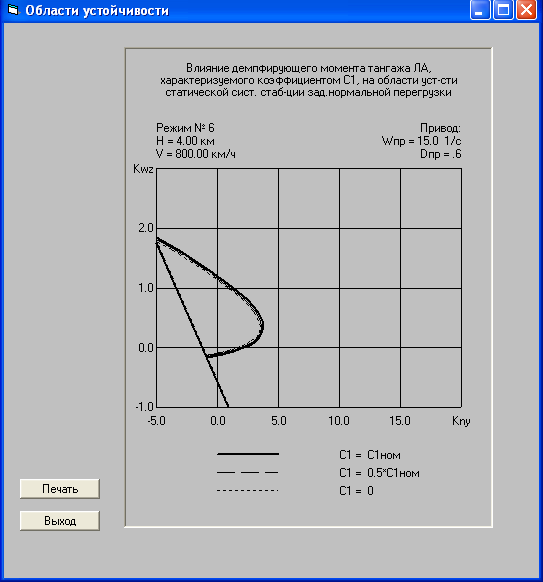 Области устойчивости
Влияние демпфирующего момента тангажа ЛА,
характеризуемого коэффициентом C1, на области уст-сти
статической сист. стаб-ции зад.нормальной перегрузки
Режим № 6
Привод:
H = 4.00 км
Wпр = 15.0 1/с
V = 800.00 км/ч
Dпр = .6
Kwz
2.0
1.0
0.0
-1.0
-5.0 0.0 5.0 10.0 15.0 Kny
C1 = C1ном
C1 = 0.5*C1ном
C1 = 0
Печать
Выход